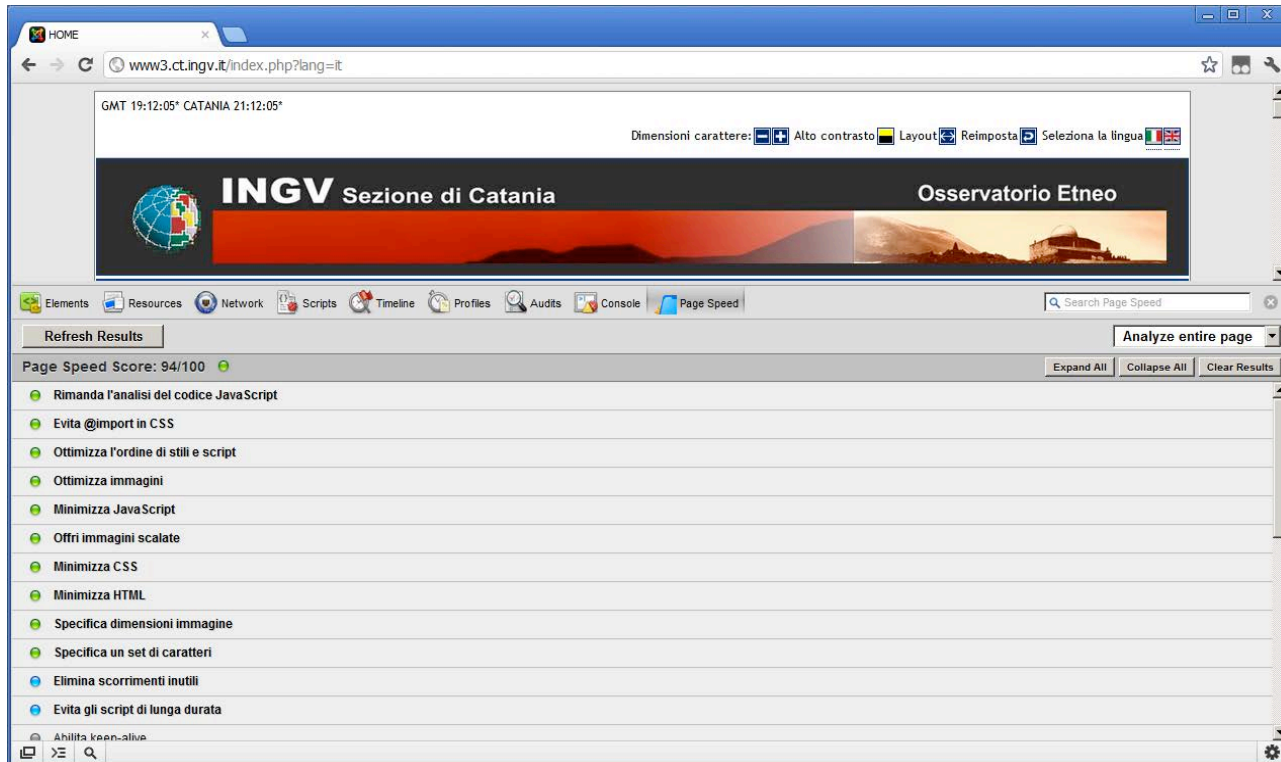 HOME
www3.ct.ingv.it/index.php?lang=it
GMT 19:12:05* CATANIA 21:12:05*
Dimensioni carattere: Alto contrasto Layout Reimposta Seleziona la lingua
INGV Sezione di Catania Osservatorio Etneo
Elements Resources Network Scripts Timeline Profiles Audits Console Page Speed Search Page Speed
Refresh Results Analyze entire page
Page Speed Score: 94/100 Expand All Collapse All Clear Results
Rimanda l'analisi del codice JavaScript
Evita @import in CSS
Ottimizza l'ordine di stili e script
Ottimizza immagini
Minimizza JavaScript
Offri immagini scalate
Minimizza CSS
Minimizza HTML
Specifica dimensioni immagine
Specifica un set di caratteri
Elimina scorrimenti inutili
Evita gli script di lunga durata
Abilita keep-alive